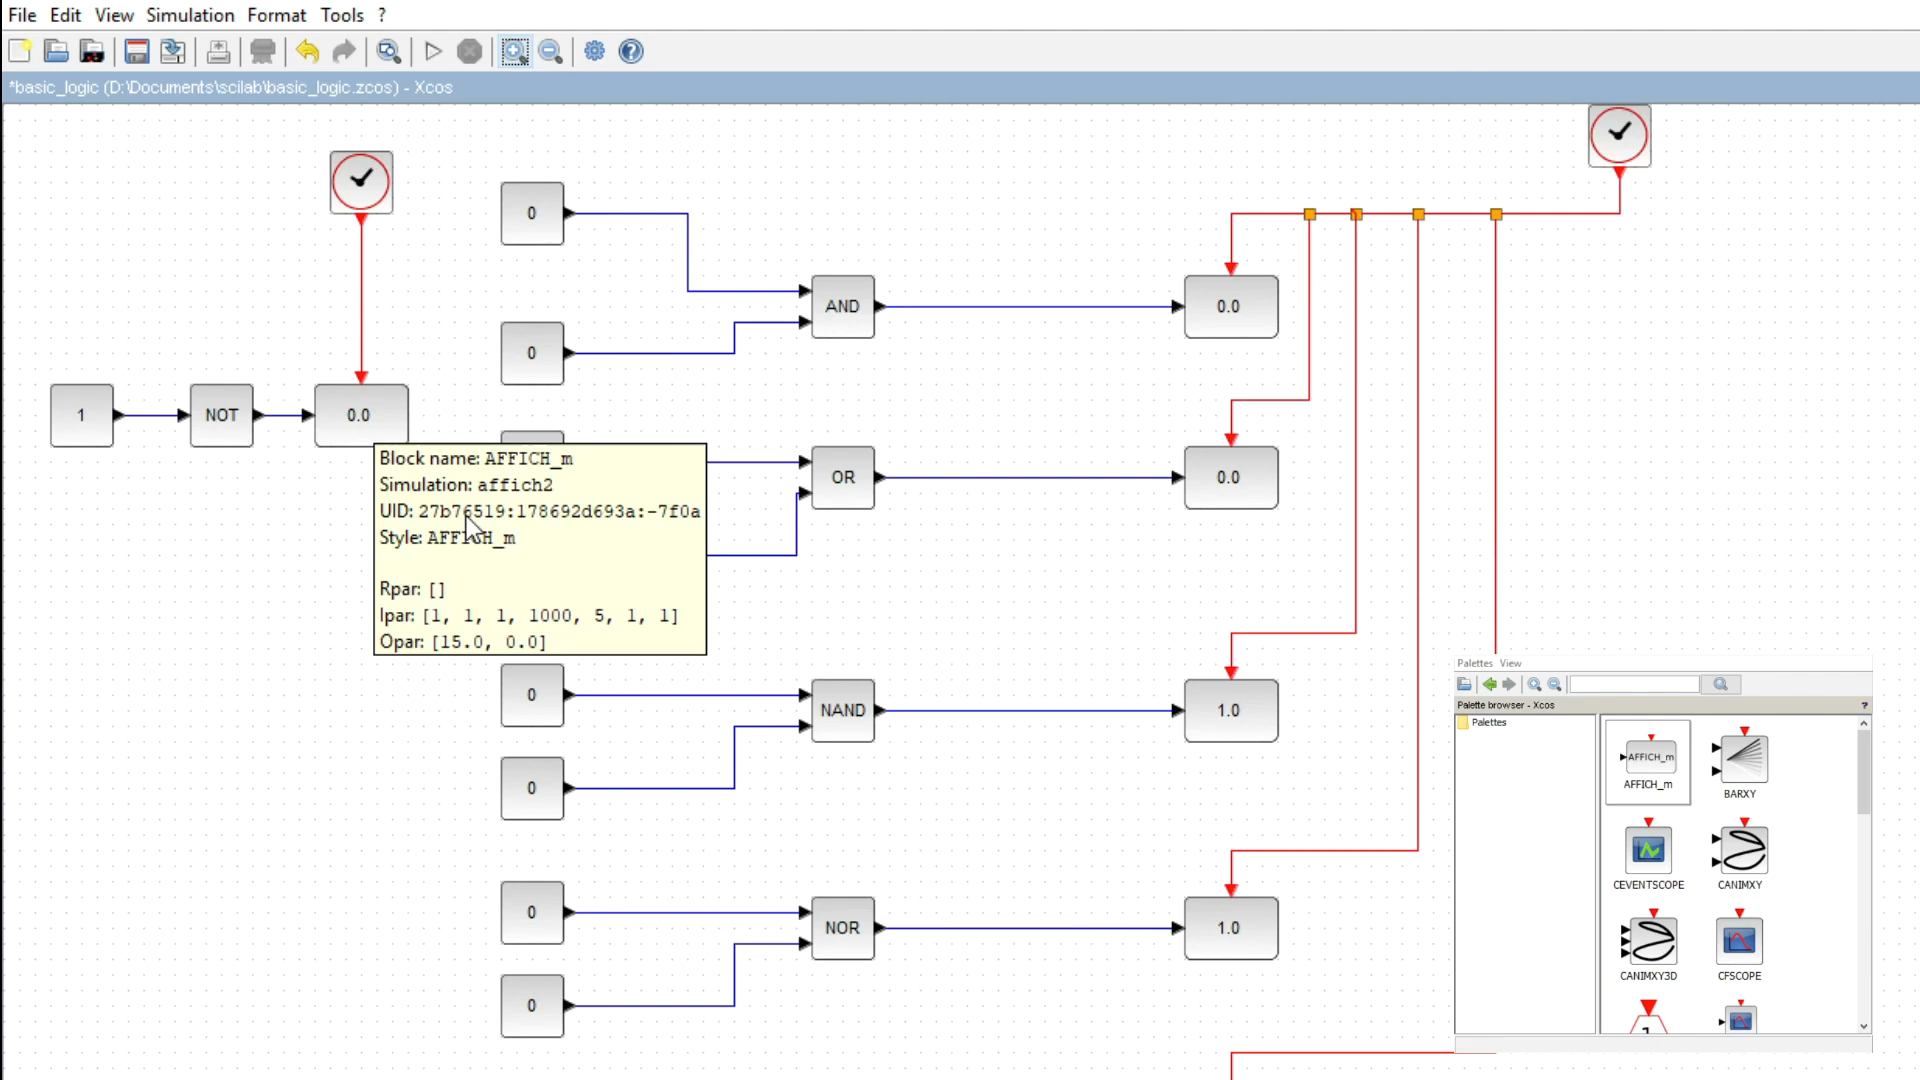 File Edit View Simulation Format Tools ?
*basic_logic (D:\Documents\scilab\basic_logic.zcos) - Xcos
0
AND
0.0
0
1
NOT
0.0
OR
0.0
Block name: AFFICH_m
Simulation: affich2
UID: 27b76519:178692d693a:-7f0a
Style: AFFICH_m
Rpar: []
Ipar: [1, 1, 1, 1000, 5, 1, 1]
Opar: [15.0, 0.0]
0
NAND
1.0
0
0
NOR
1.0
0
Palettes View
Palette browser - Xcos ?
Palettes
AFFICH_m
AFFICH_m
BARXY
CEVENTSCOPE
CANIMXY
CANIMXY3D
CFSCOPE
1